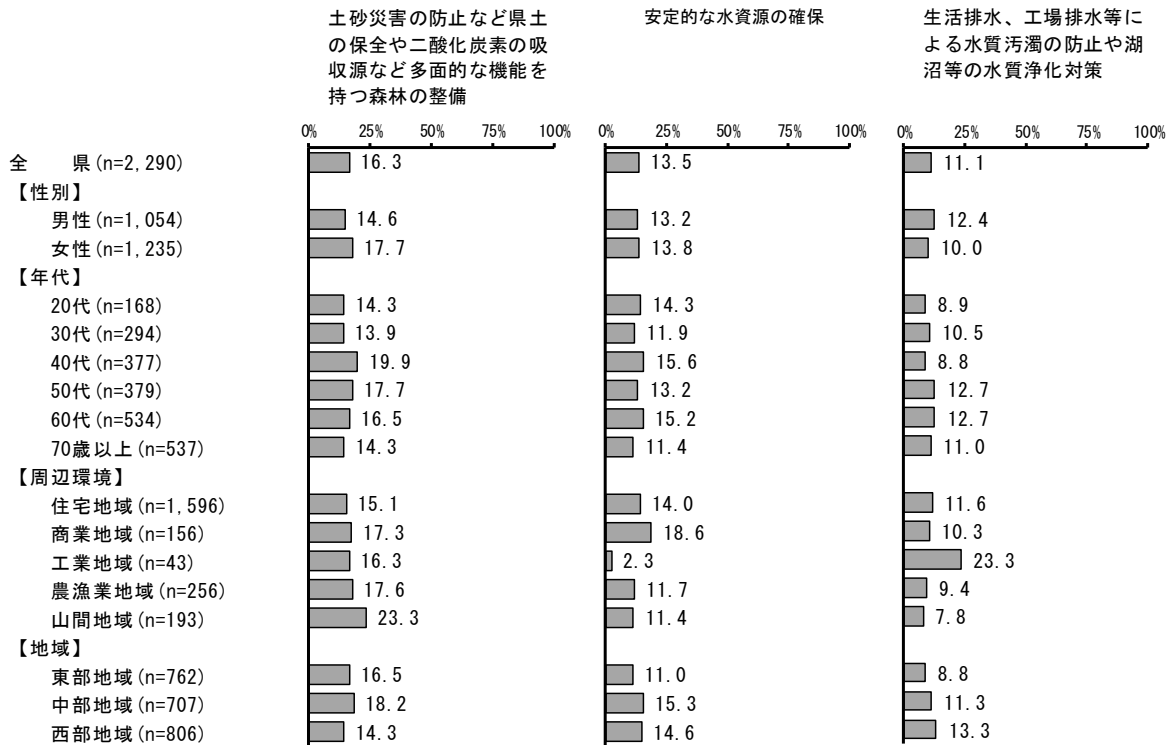 土砂災害の防止など県土
の保全や二酸化炭素の吸
収源など多面的な機能を
持つ森林の整備
安定的な水資源の確保
生活排水、工場排水等に
よる水質汚濁の防止や湖
沼等の水質浄化対策
0% 25% 50% 75% 100% 0% 25% 50% 75% 100% 0% 25% 50% 75% 100%
全 県(n=2,290) 16.3 13.5 11.1
【性別】
男性(n=1,054) 14.6 13.2 12.4
女性(n=1,235) 17.7 13.8 10.0
【年代】
20代(n=168) 14.3 14.3 8.9
30代(n=294) 13.9 11.9 10.5
40代(n=377) 19.9 15.6 8.8
50代(n=379) 17.7 13.2 12.7
60代(n=534) 16.5 15.2 12.7
70歳以上(n=537) 14.3 11.4 11.0
【周辺環境】
住宅地域(n=1,596) 15.1 14.0 11.6
商業地域(n=156) 17.3 18.6 10.3
工業地域(n=43) 16.3 2.3 23.3
農漁業地域(n=256) 17.6 11.7 9.4
山間地域(n=193) 23.3 11.4 7.8
【地域】
東部地域(n=762) 16.5 11.0 8.8
中部地域(n=707) 18.2 15.3 11.3
西部地域(n=806) 14.3 14.6 13.3